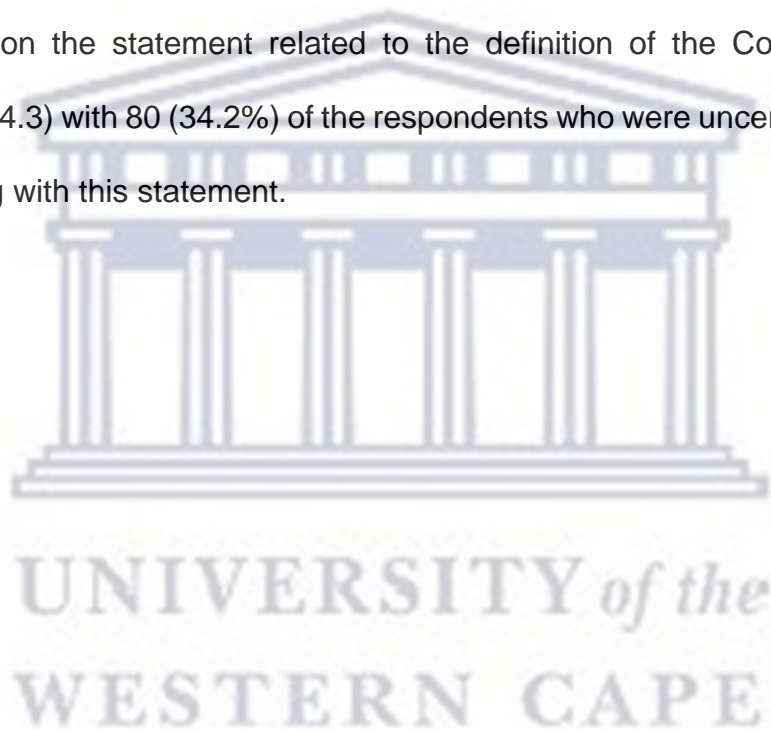 on the statement related to the definition of the Co
4.3) with 80 (34.2%) of the respondents who were uncer
with this statement.
UNIVERSITY of the
WESTERN CAPE